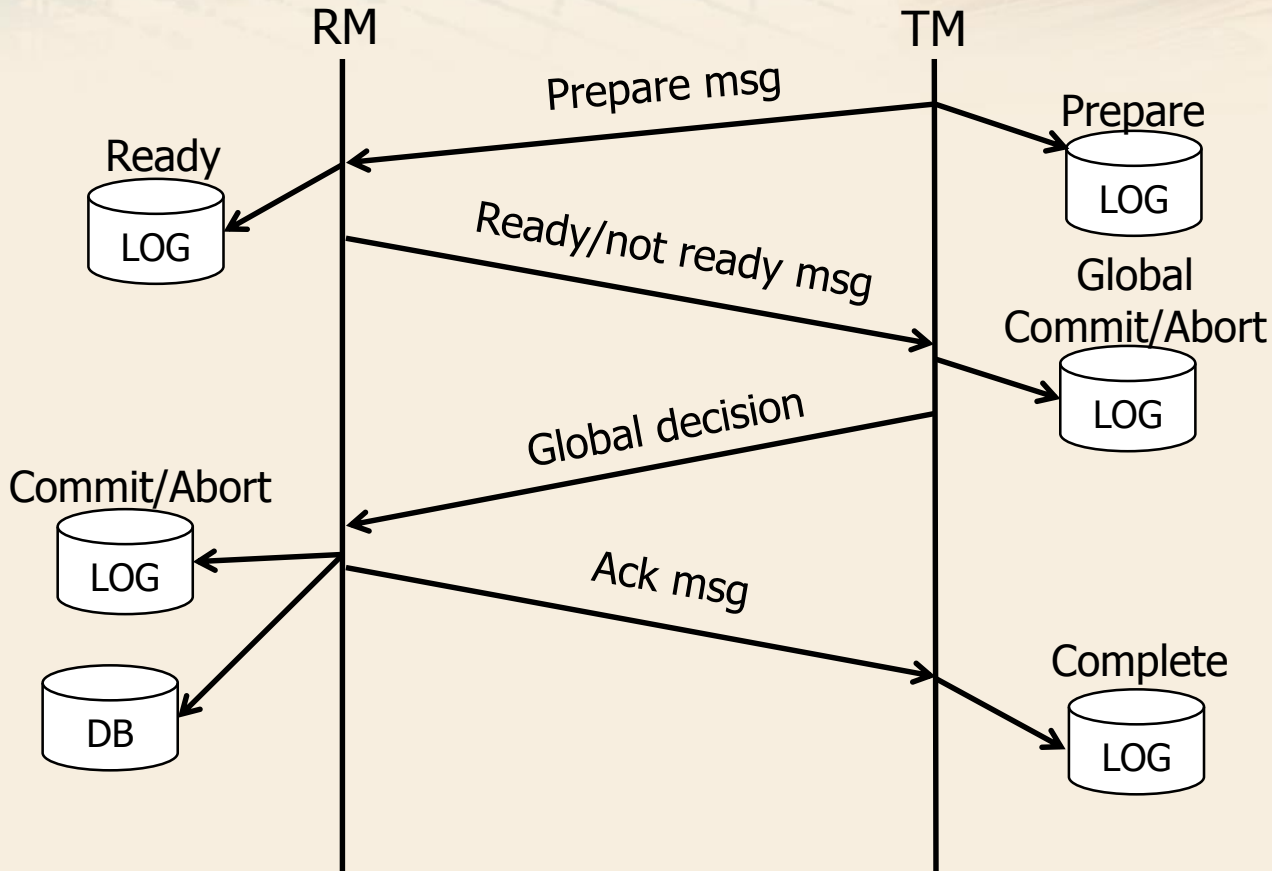 RM
TM
Prepare msg
Prepare
LOG
Ready
LOG
Ready/not ready msg
Global
Commit/Abort
LOG
Global decision
Commit/Abort
LOG
Ack msg
DB
Complete
LOG